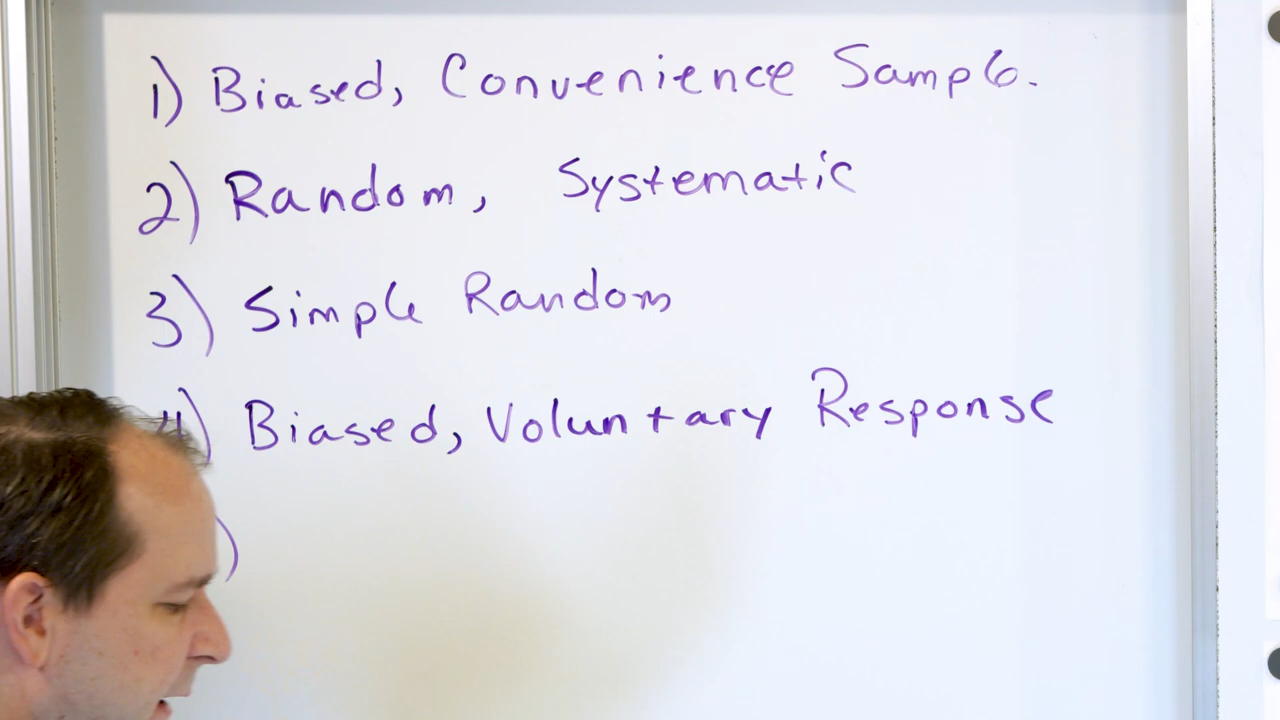 1) Biased, Convenience Sample.
2) Random, Systematic
3) Simple Random
4) Biased, Voluntary Response
)